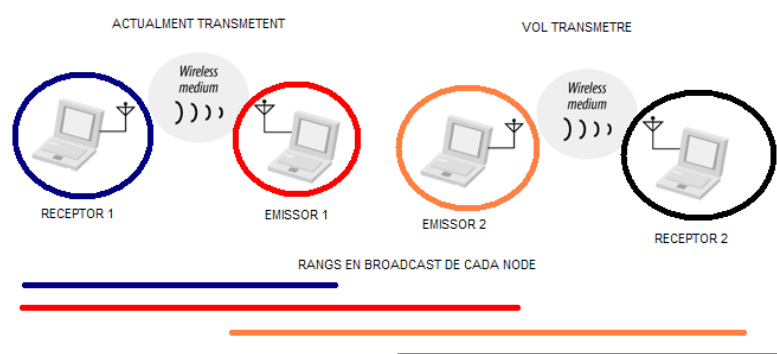 ACTUALMENT TRANSMETENT
VOL TRANSMETRE
Wireless
medium
Wireless
medium
RECEPTOR 1
EMISSOR 1
EMISSOR 2
RECEPTOR 2
RANGS EN BROADCAST DE CADA NODE